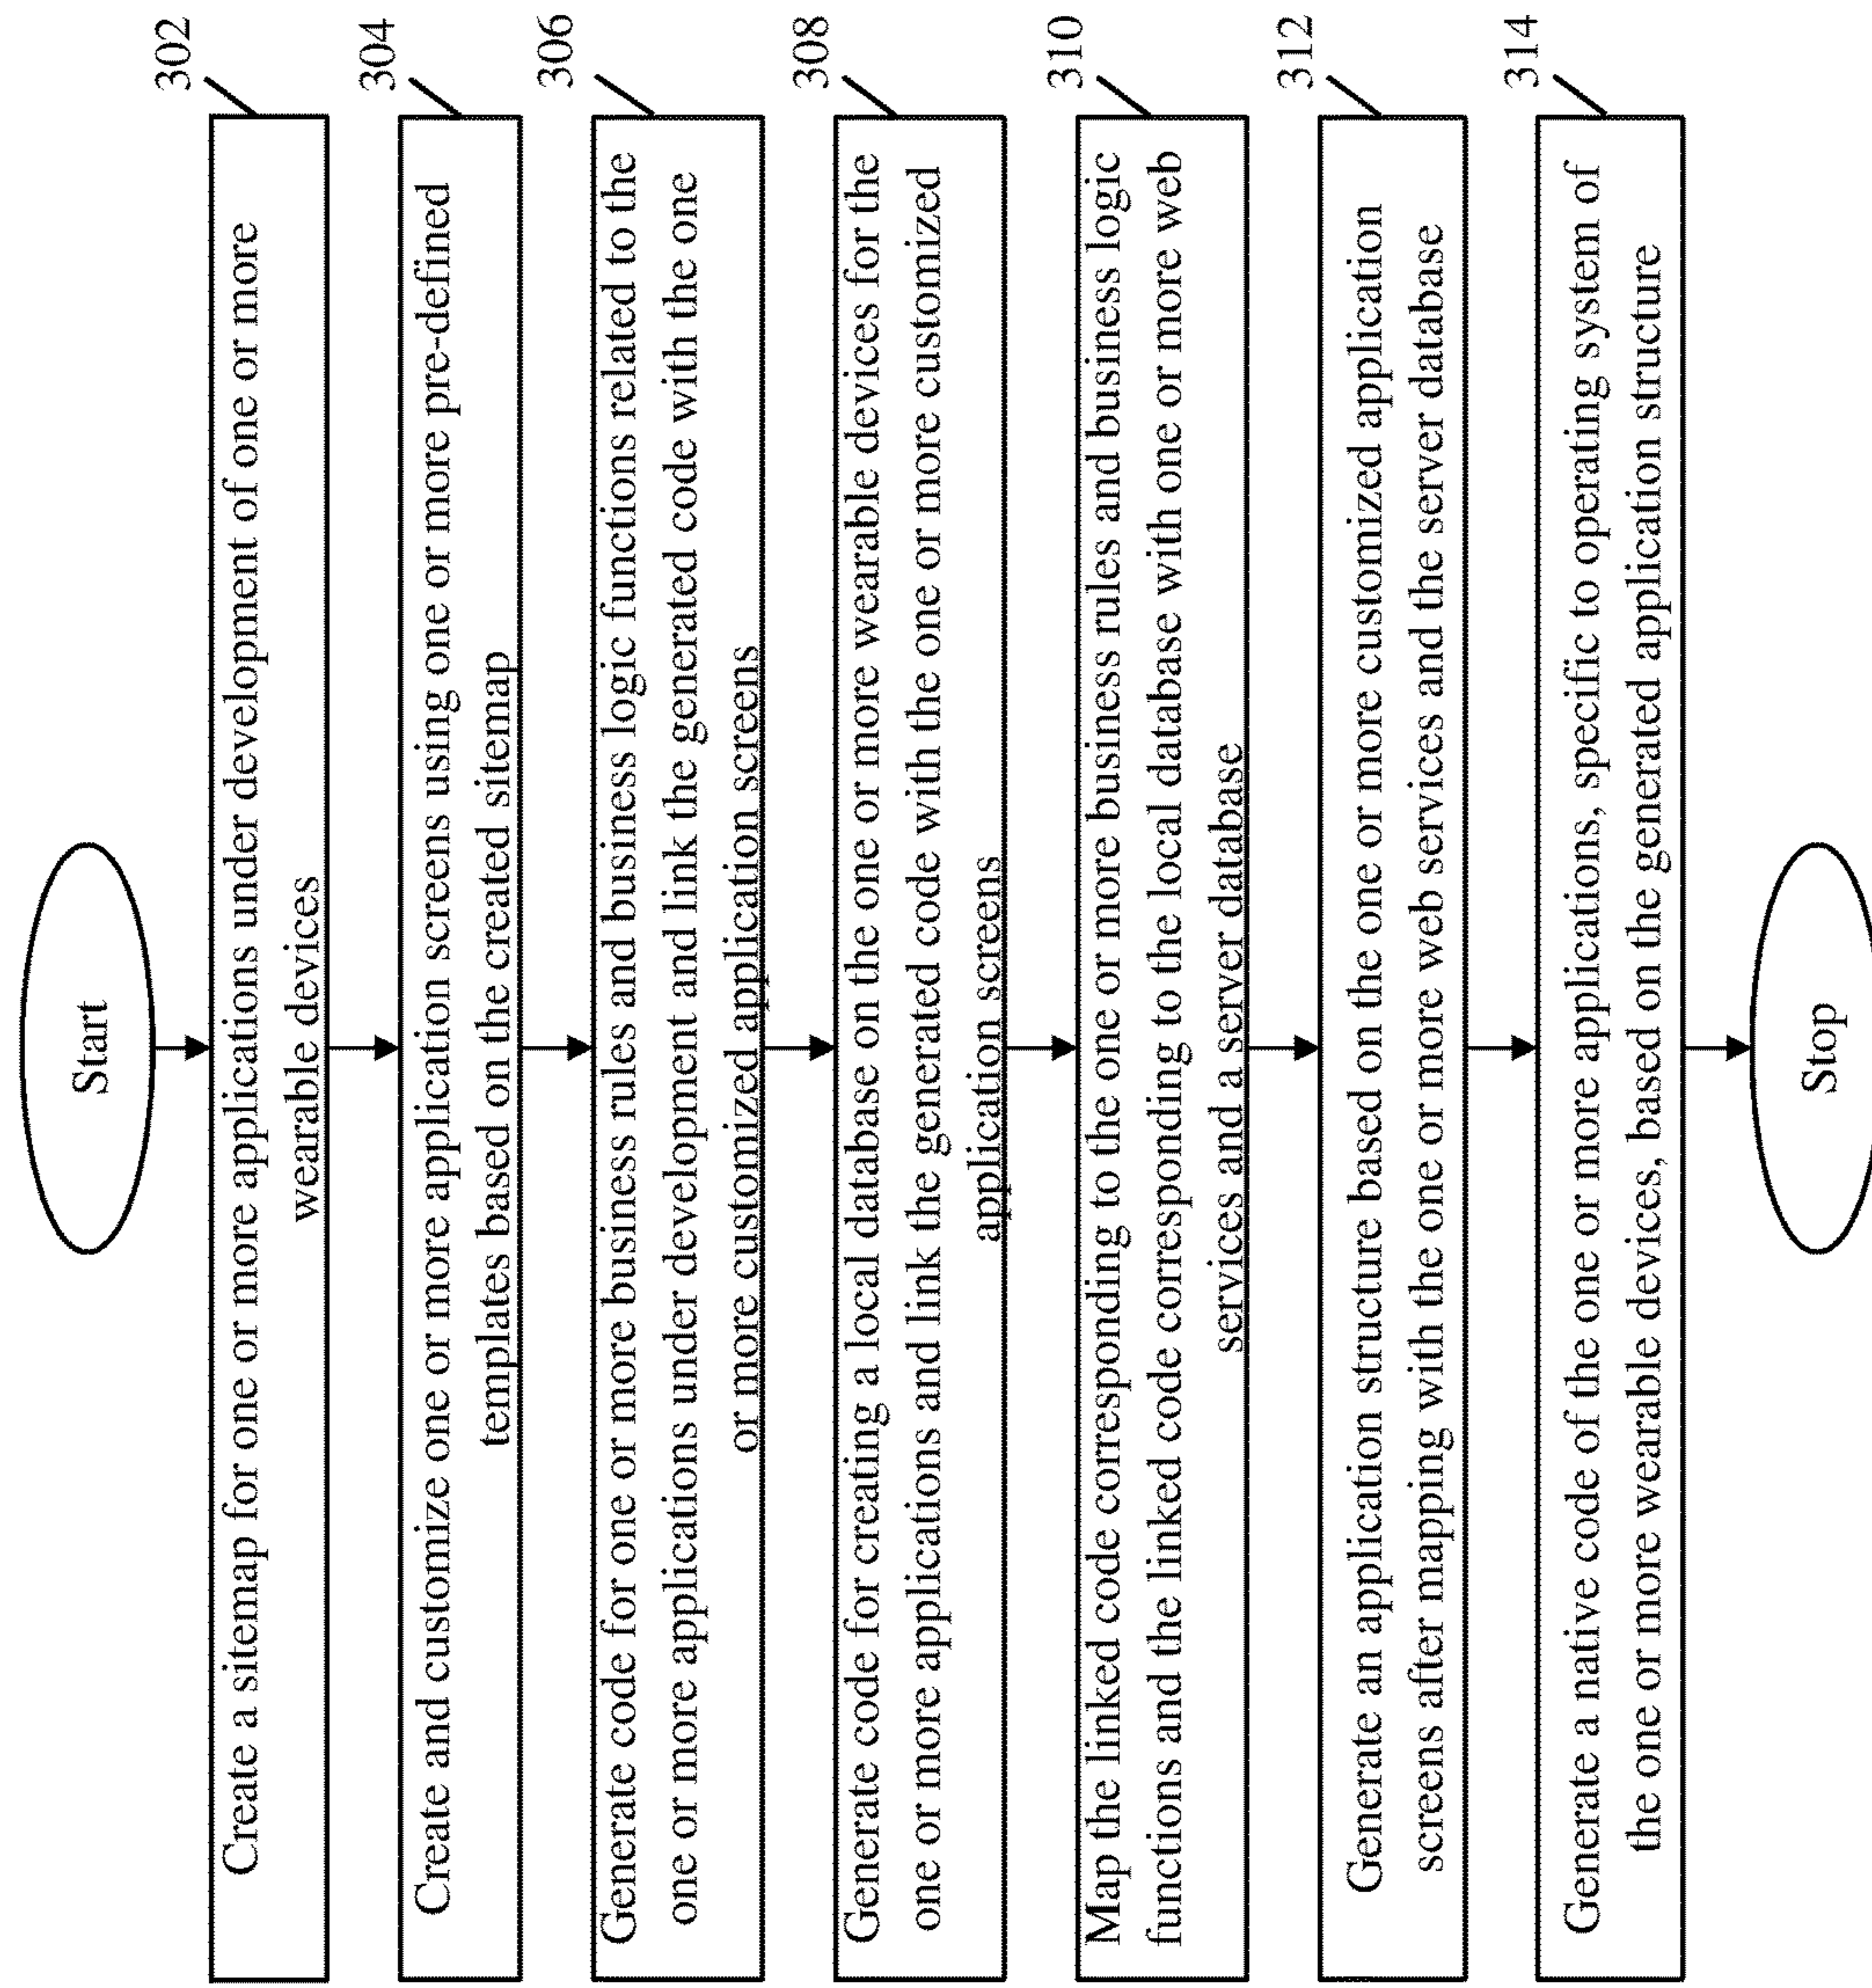 Start
302
Create a sitemap for one or more applications under development of one or more
wearable devices
304
Create and customize one or more application screens using one or more pre-defined
templates based on the created sitemap
306
Generate code for one or more business rules and business logic functions related to the
one or more applications under development and link the generated code with the one
or more customized application screens
308
Generate code for creating a local database on the one or more wearable devices for the
one or more applications and link the generated code with the one or more customized
application screens
310
Map the linked code corresponding to the one or more business rules and business logic
functions and the linked code corresponding to the local database with one or more web
services and a server database
312
Generate an application structure based on the one or more customized application
screens after mapping with the one or more web services and the server database
314
Generate a native code of the one or more applications, specific to operating system of
the one or more wearable devices, based on the generated application structure
Stop